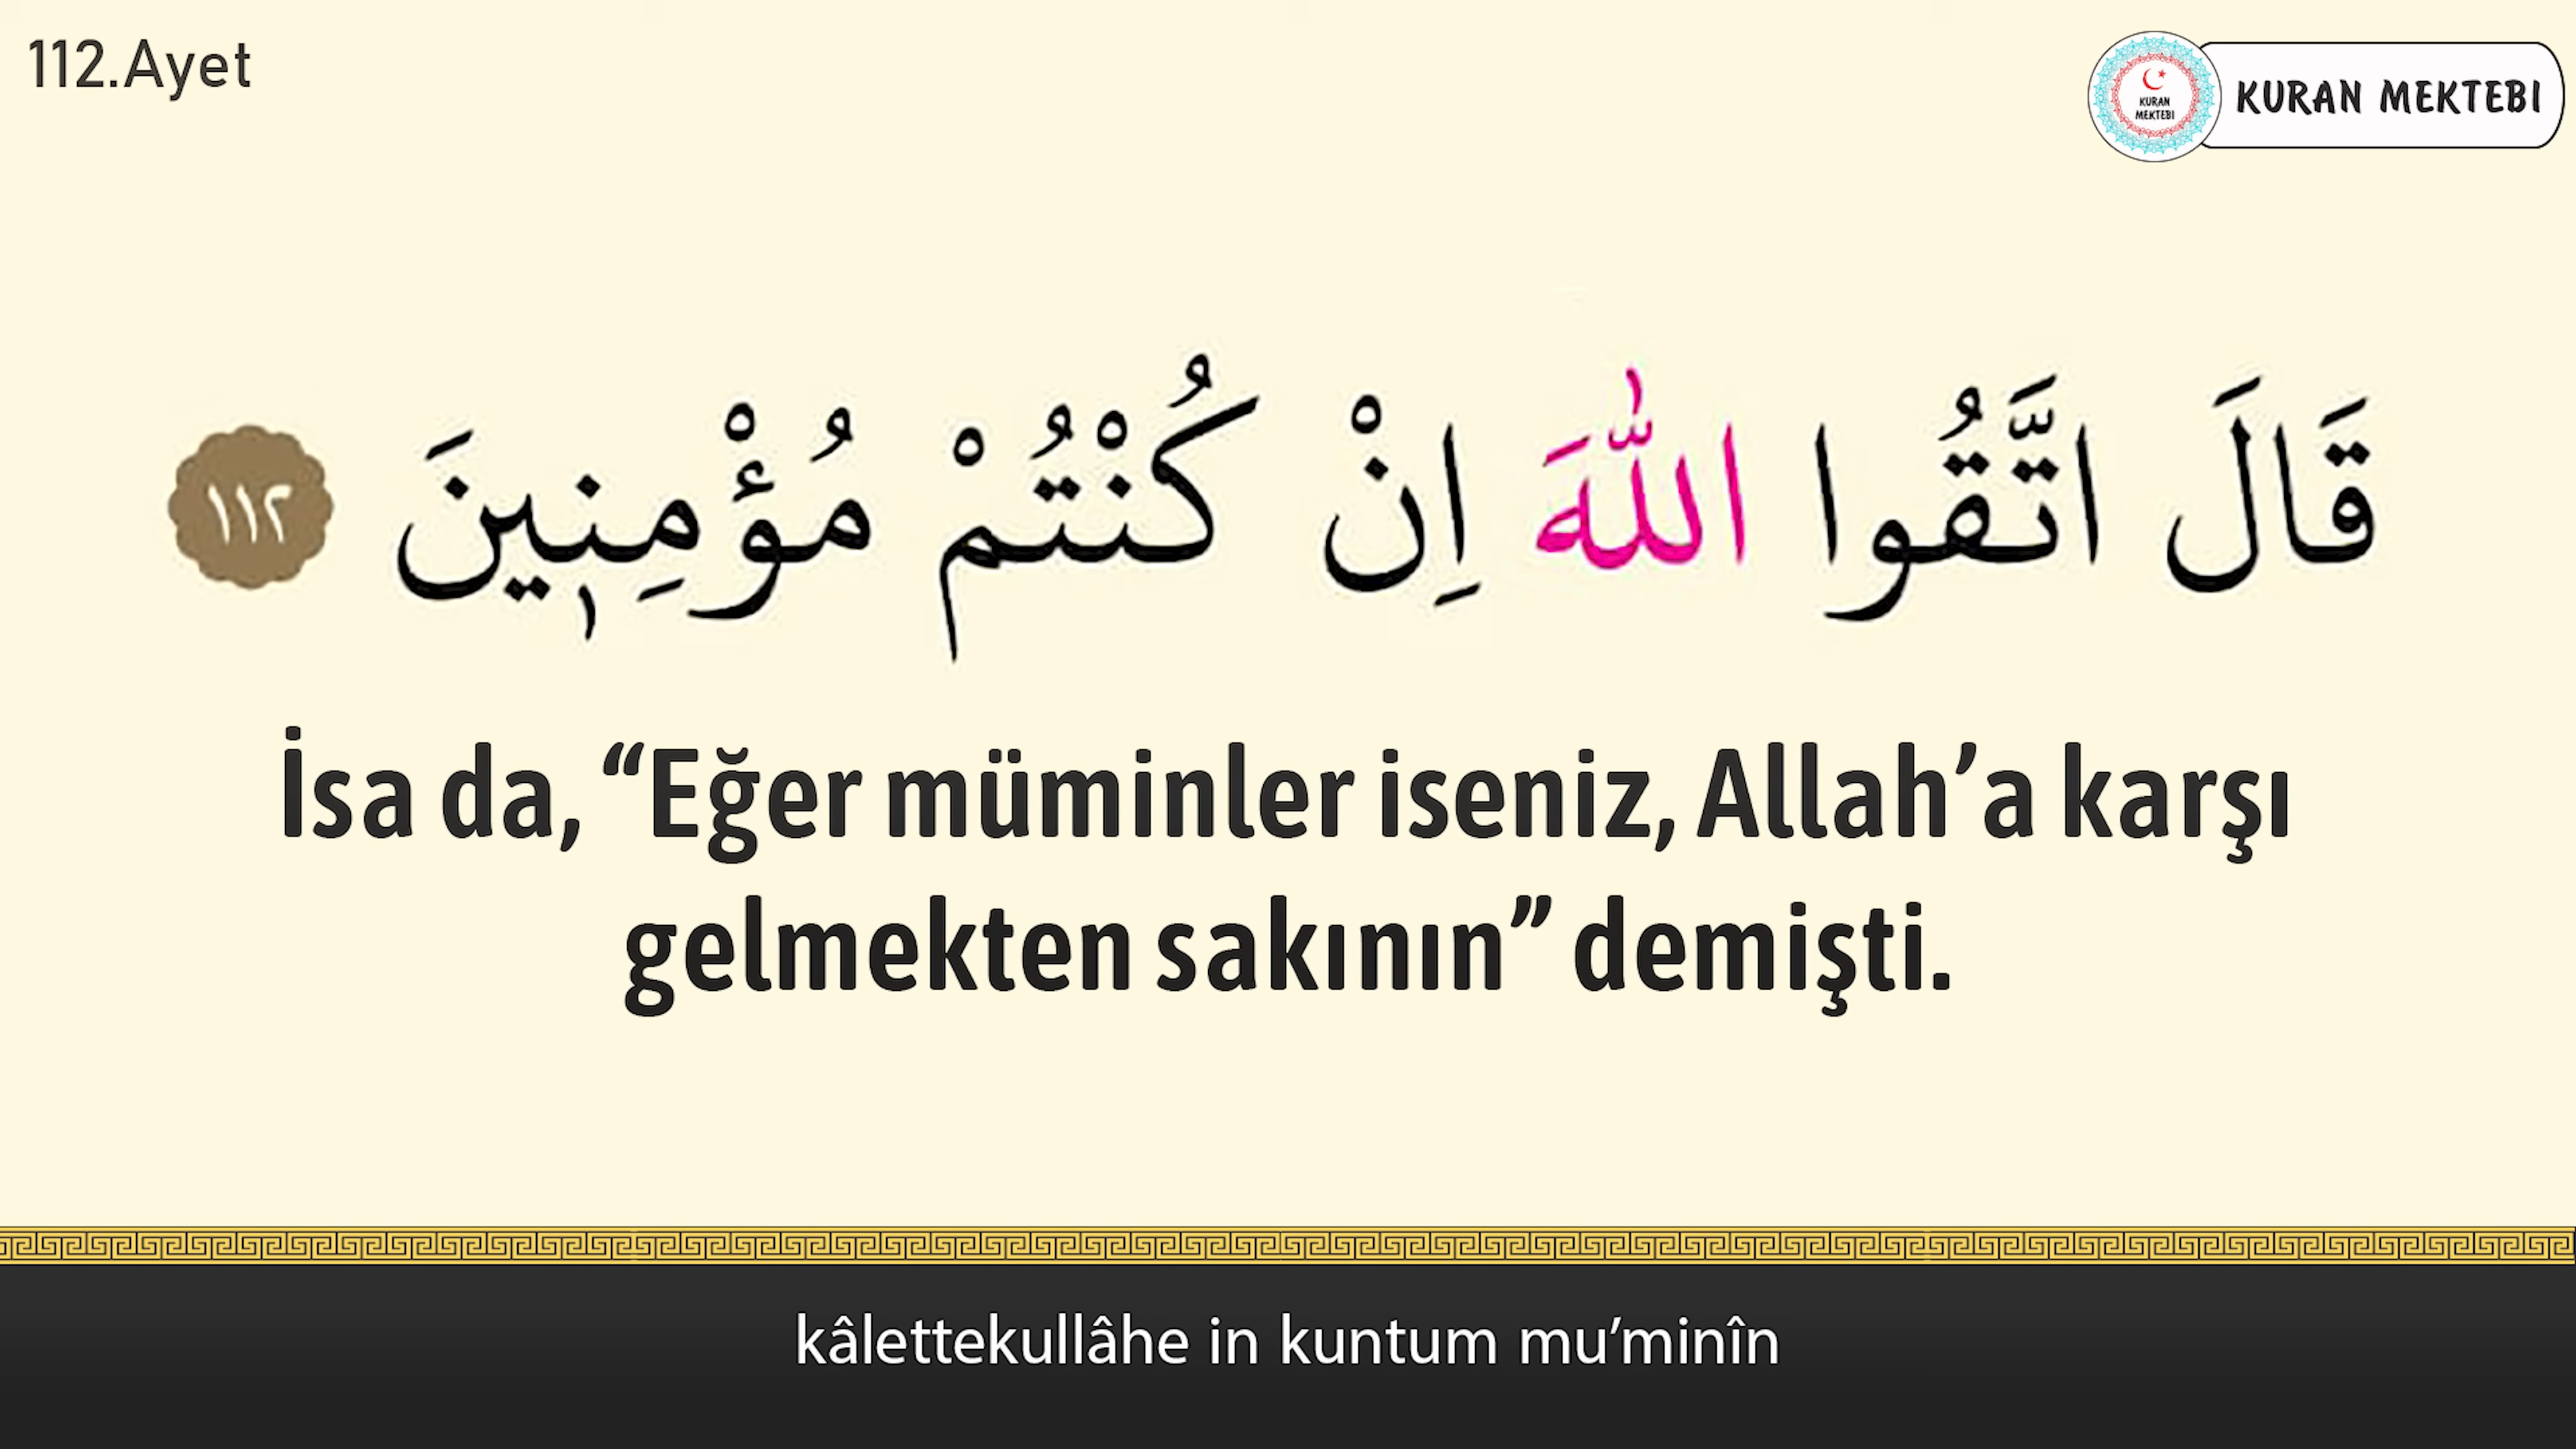 112.Ayet
KURAN
MEKTEBİ
KURAN MEKTEBİ
قَالَ اتَّقُوا اللّٰهَ اِنْ كُنْتُمْ مُؤْمِنٖينَ ١١٢
İsa da, “Eğer müminler iseniz, Allah’a karşı
gelmekten sakının” demişti.
kâlettekullâhe in kuntum mu’minîn